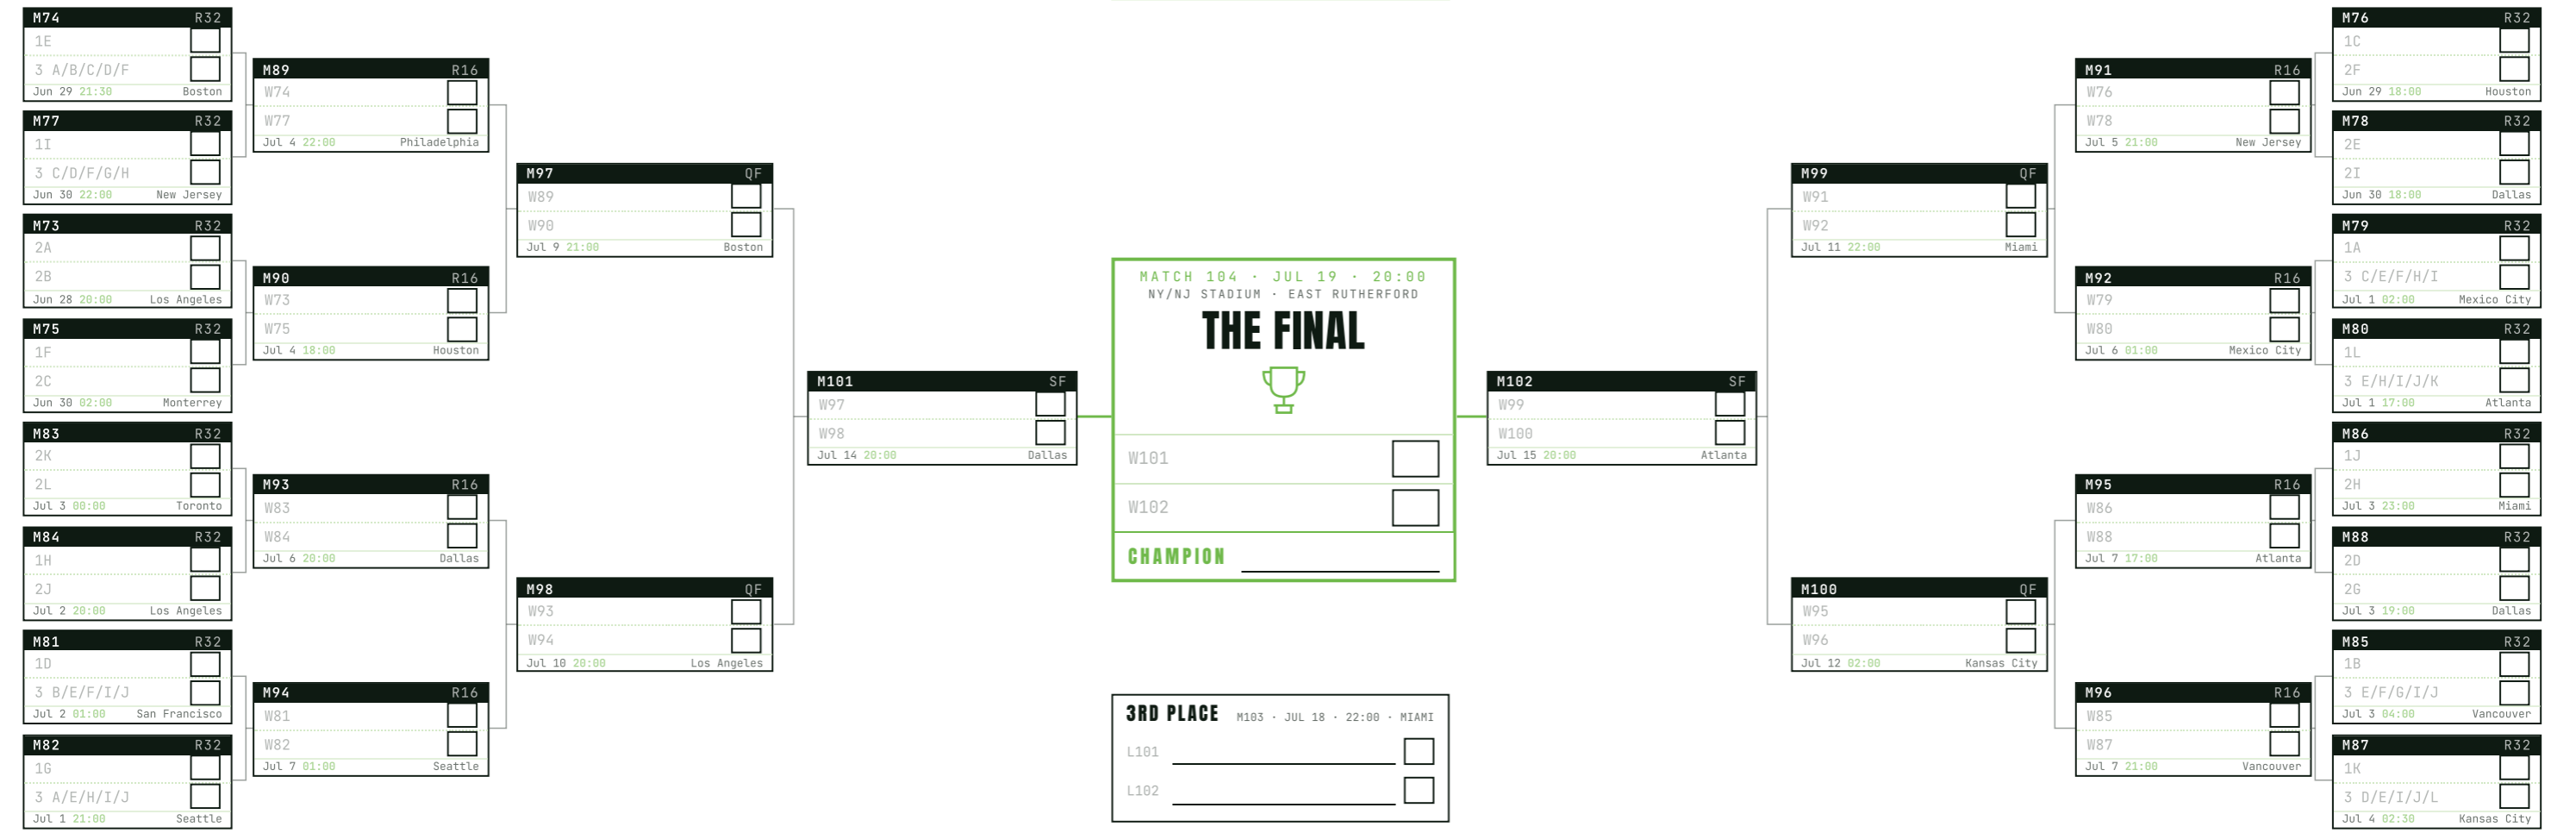 M74 R32
1E
3 A/B/C/D/F
Jun 29 21:30 Boston
M77 R32
1I
3 C/D/F/G/H
Jun 30 22:00 New Jersey
M73 R32
2A
2B
Jun 28 20:00 Los Angeles
M75 R32
1F
2C
Jun 30 02:00 Monterrey
M83 R32
2K
2L
Jul 3 00:00 Toronto
M84 R32
1H
2J
Jul 2 20:00 Los Angeles
M81 R32
1D
3 B/E/F/I/J
Jul 2 01:00 San Francisco
M82 R32
1G
3 A/E/H/I/J
Jul 1 21:00 Seattle
M89 R16
W74
W77
Jul 4 22:00 Philadelphia
M90 R16
W73
W75
Jul 4 18:00 Houston
M93 R16
W83
W84
Jul 6 20:00 Dallas
M94 R16
W81
W82
Jul 7 01:00 Seattle
M97 QF
W89
W90
Jul 9 21:00 Boston
M98 QF
W93
W94
Jul 10 20:00 Los Angeles
M101 SF
W97
W98
Jul 14 20:00 Dallas
MATCH 104 · JUL 19 · 20:00
NY/NJ STADIUM · EAST RUTHERFORD
THE FINAL
W101
W102
CHAMPION
3RD PLACE M103 · JUL 18 · 22:00 · MIAMI
L101
L102
M102 SF
W99
W100
Jul 15 20:00 Atlanta
M99 QF
W91
W92
Jul 11 22:00 Miami
M100 QF
W95
W96
Jul 12 02:00 Kansas City
M91 R16
W76
W78
Jul 5 21:00 New Jersey
M92 R16
W79
W80
Jul 6 01:00 Mexico City
M95 R16
W86
W88
Jul 7 17:00 Atlanta
M96 R16
W85
W87
Jul 7 21:00 Vancouver
M76 R32
1C
2F
Jun 29 18:00 Houston
M78 R32
2E
2I
Jun 30 18:00 Dallas
M79 R32
1A
3 C/E/F/H/I
Jul 1 02:00 Mexico City
M80 R32
1L
3 E/H/I/J/K
Jul 1 17:00 Atlanta
M86 R32
1J
2H
Jul 3 23:00 Miami
M88 R32
2D
2G
Jul 3 19:00 Dallas
M85 R32
1B
3 E/F/G/I/J
Jul 3 04:00 Vancouver
M87 R32
1K
3 D/E/I/J/L
Jul 4 02:30 Kansas City